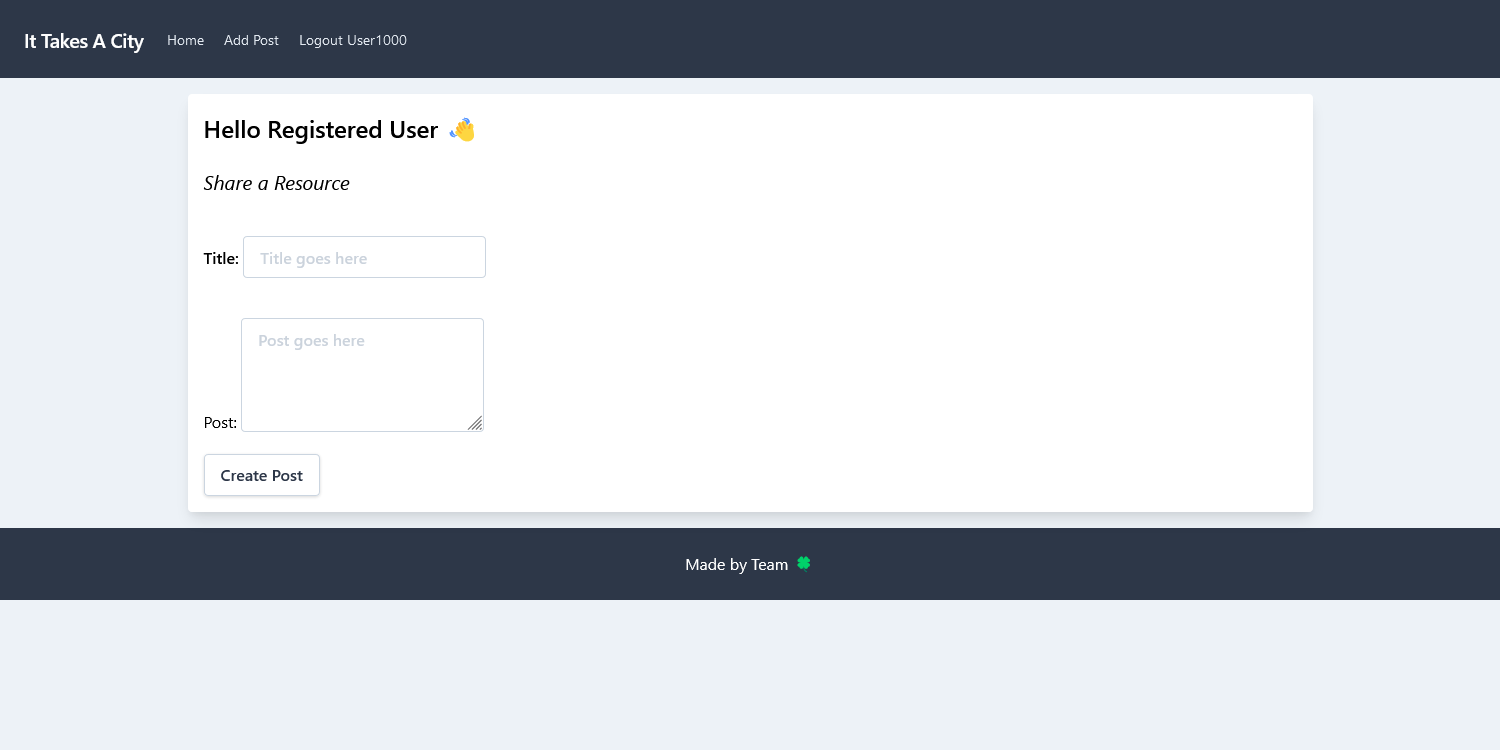 It Takes A City Home Add Post Logout User1000
Hello Registered User 👋
Share a Resource
Title: Title goes here
Post goes here
Post:
Create Post
Made by Team 🍀